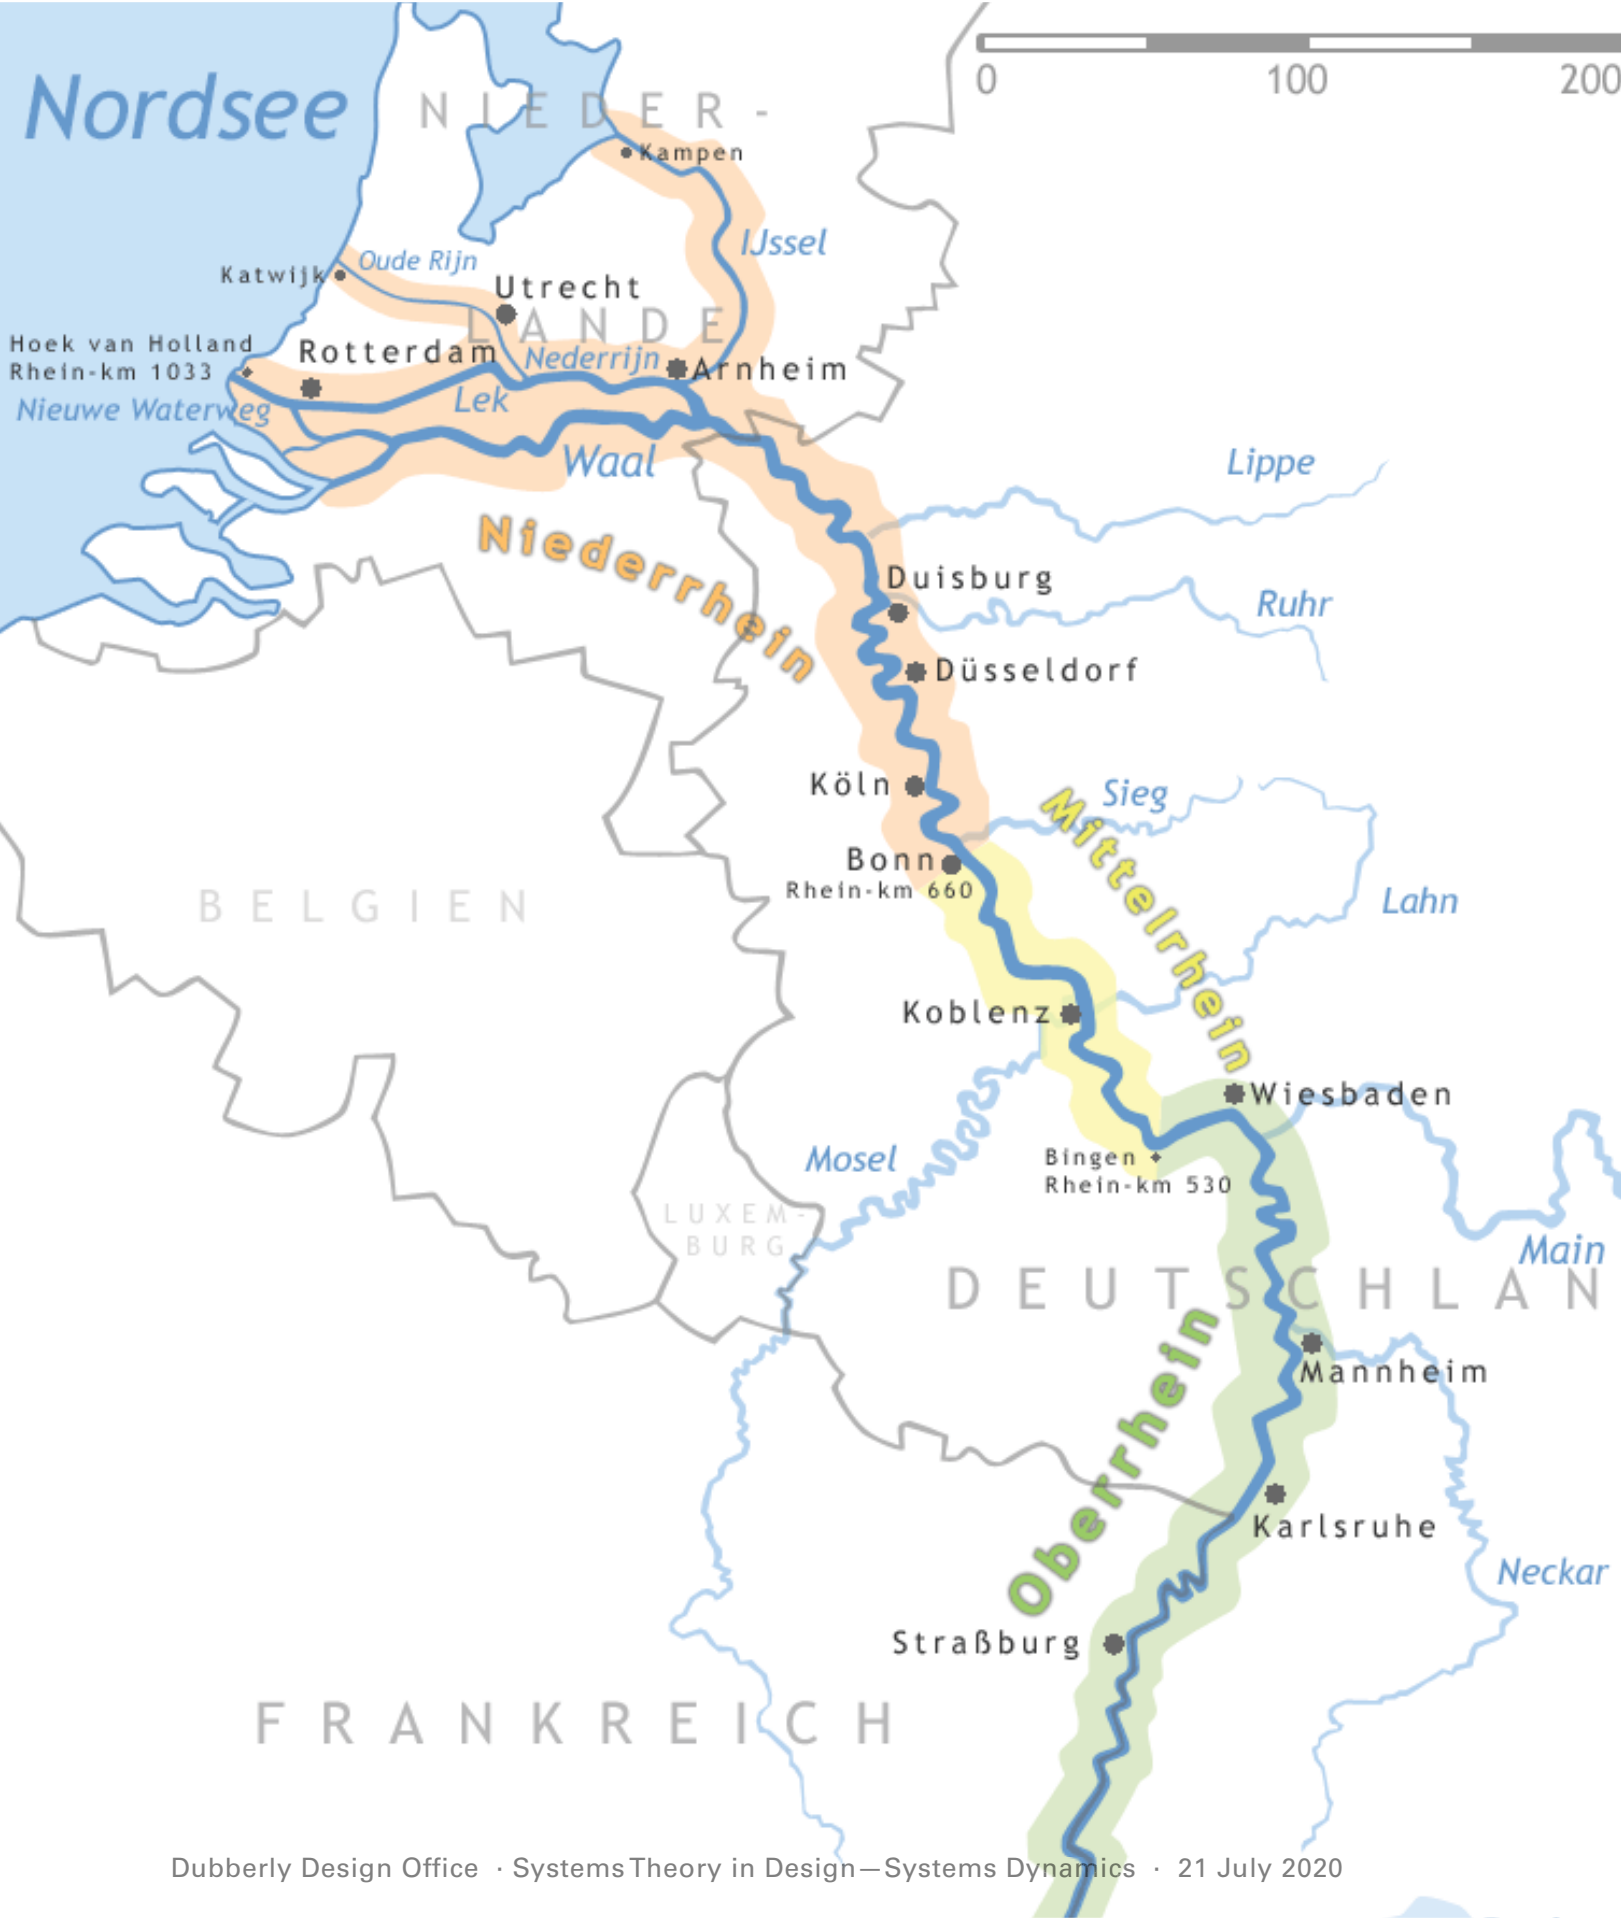 0 100 200
Nordsee
NIEDER-
Kampen
IJssel
Oude Rijn
Katwijk
Utrecht
LANDE
Hoek van Holland
Rhein-km 1033
Rotterdam
Nederrijn
Arnheim
Nieuwe Waterweg
Lek
Waal
Lippe
Niederrhein
Duisburg
Ruhr
Düsseldorf
Köln
Sieg
Mittelrhein
Bonn
Rhein-km 660
BELGIEN
Lahn
Koblenz
Wiesbaden
Mosel
Bingen
Rhein-km 530
LUXEM-
BURG
Main
DEUTSCHLAN
Oberrhein
Mannheim
Karlsruhe
Neckar
Straßburg
FRANKREICH
Dubberly Design Office · Systems Theory in Design—Systems Dynamics · 21 July 2020